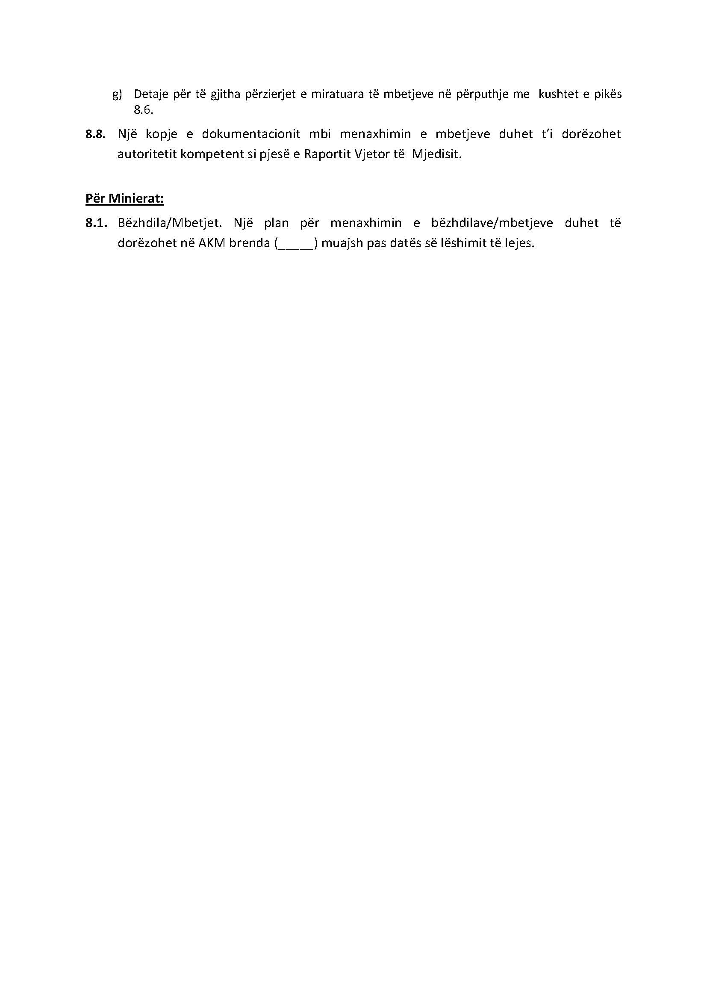 g) Detaje për të gjitha përzierjet e miratuara të mbetjeve në përputhje me kushtet e pikës
8.6.
8.8. Një kopje e dokumentacionit mbi menaxhimin e mbetjeve duhet t’i dorëzohet
autoritetit kompetent si pjesë e Raportit Vjetor të Mjedisit.
Për Minierat:
8.1. Bëzhdila/Mbetjet. Një plan për menaxhimin e bëzhdilave/mbetjeve duhet të
dorëzohet në AKM brenda (_____) muajsh pas datës së lëshimit të lejes.